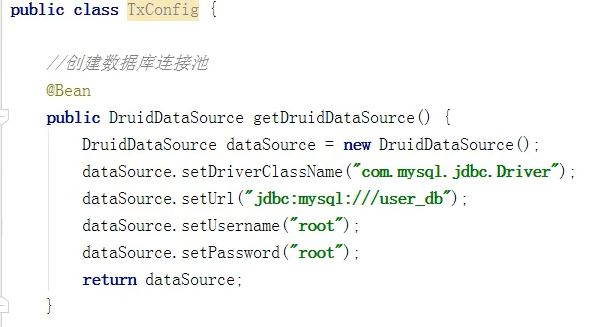 public class TxConfig {
//创建数据库连接池
@Bean
public DruidDataSource getDruidDataSource() {
DruidDataSource dataSource = new DruidDataSource();
dataSource.setDriverClassName("com.mysql.jdbc.Driver");
dataSource.setUrl("jdbc:mysql:///user_db");
dataSource.setUsername("root");
dataSource.setPassword("root");
return dataSource;
}